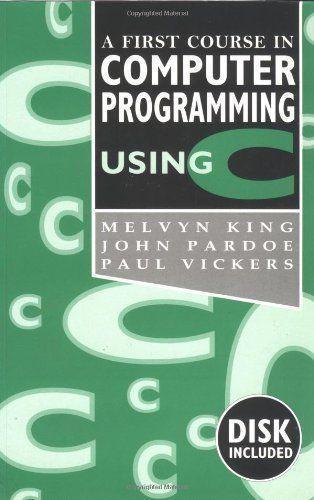 A FIRST COURSE IN
COMPUTER
PROGRAMMING
USING C
MELVYN KING
JOHN PARDOE
PAUL VICKERS
C
C
C
C
C
C
C
C
C
C
C
DISK
INCLUDED